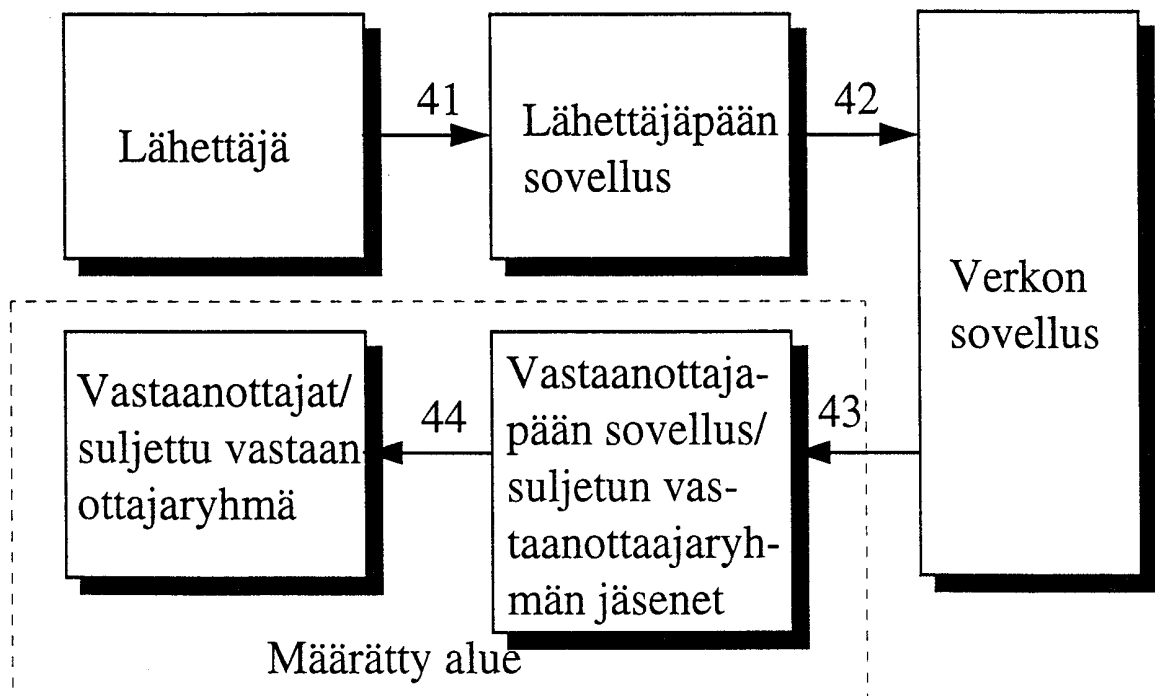 Lähettäjä
41
Lähettäjäpään
sovellus
42
Verkon
sovellus
43
Vastaanottaja-
pään sovellus/
suljetun vas-
taanottaajaryh-
män jäsenet
44
Vastaanottajat/
suljettu vastaan-
ottajaryhmä
Määrätty alue